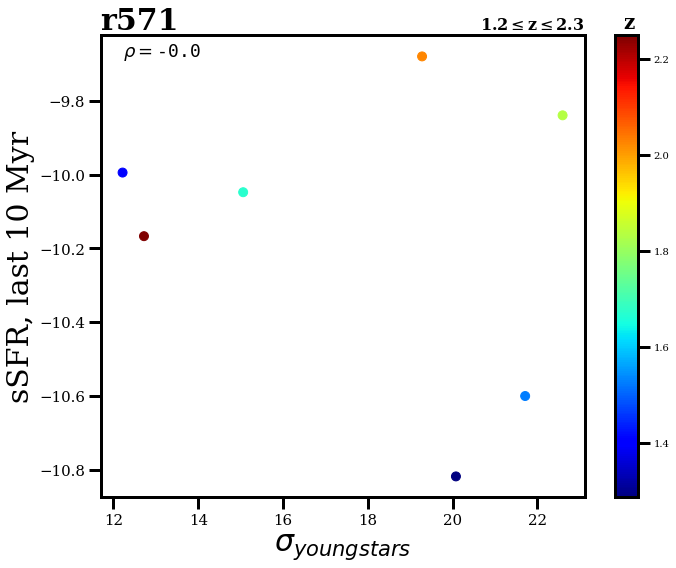 r571
1.2 ≤ z ≤ 2.3
z
ρ = -0.0
sSFR, last 10 Myr
−9.8
−10.0
−10.2
−10.4
−10.6
−10.8
12 14 16 18 20 22
σyoungstars
2.2
2.0
1.8
1.6
1.4